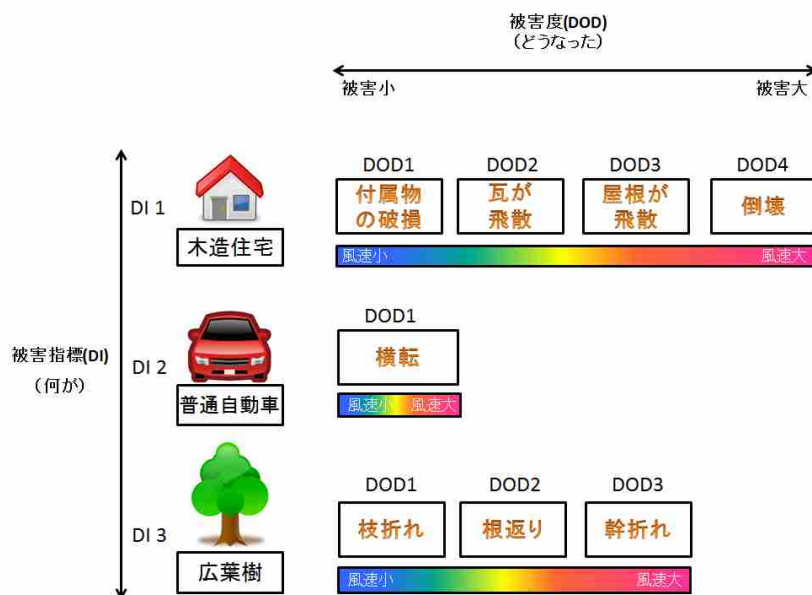 被害度(DOD)
(どうなった)
被害小
被害大
DOD1
DOD2
DOD3
DOD4
DI 1
付属物
の破損
瓦が
飛散
屋根が
飛散
倒壊
木造住宅
風速小
風速大
被害指標(DI)
(何が)
DOD1
DI 2
横転
普通自動車
風速小
風速大
DOD1
DOD2
DOD3
DI 3
枝折れ
根返り
幹折れ
広葉樹
風速小
風速大